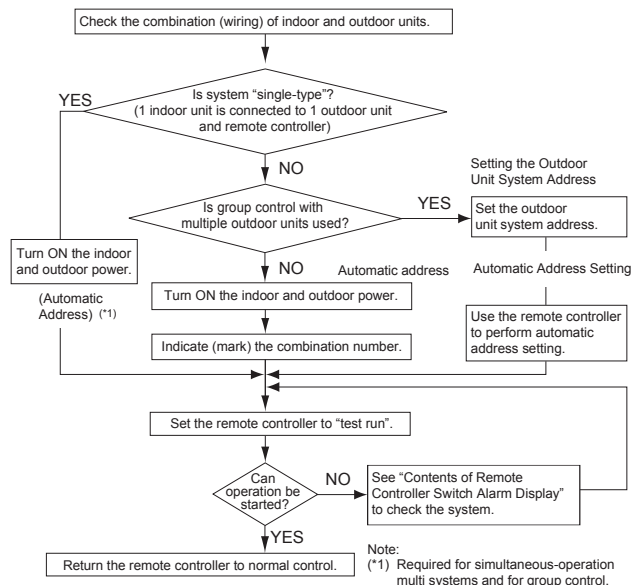 Check the combination (wiring) of indoor and outdoor units.
Is system “single-type”?
(1 indoor unit is connected to 1 outdoor unit
and remote controller)
YES
NO
Is group control with
multiple outdoor units used?
YES
Setting the Outdoor
Unit System Address
Set the outdoor
unit system address.
Turn ON the indoor
and outdoor power.
(Automatic
Address) (*1)
NO
Automatic address
Turn ON the indoor and outdoor power.
Indicate (mark) the combination number.
Automatic Address Setting
Use the remote controller
to perform automatic
address setting.
Set the remote controller to “test run”.
Can
operation be
started?
NO
See “Contents of Remote
Controller Switch Alarm Display”
to check the system.
YES
Return the remote controller to normal control.
Note:
(*1) Required for simultaneous-operation
multi systems and for group control.